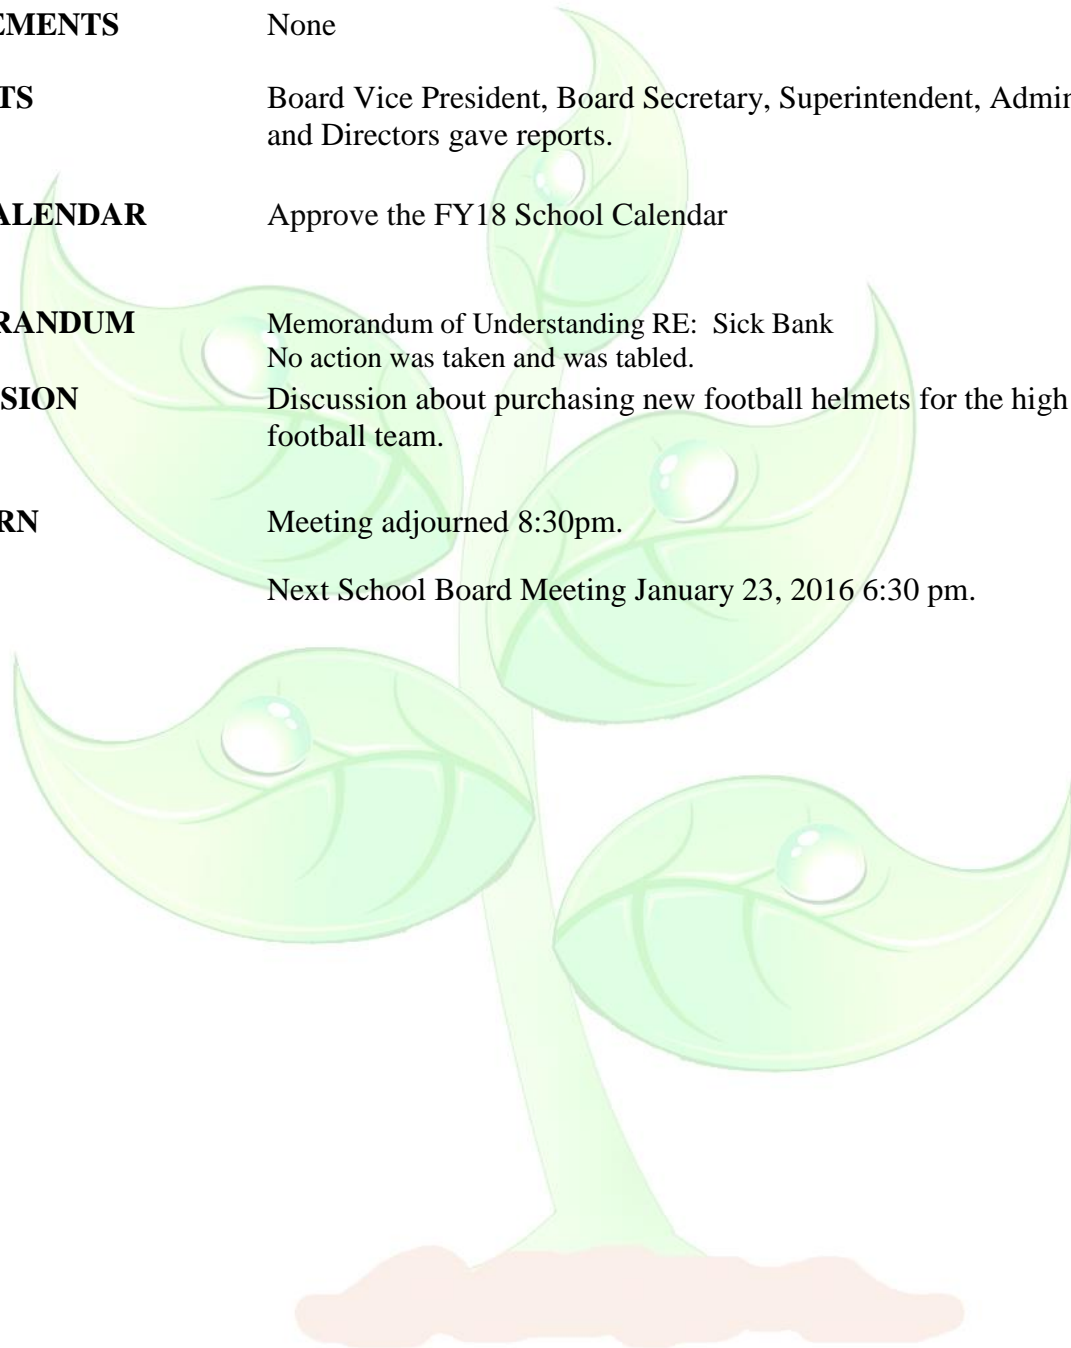 EMENTS None
TS Board Vice President, Board Secretary, Superintendent, Admin
and Directors gave reports.
ALENDAR Approve the FY18 School Calendar
RANDUM Memorandum of Understanding RE: Sick Bank
No action was taken and was tabled.
SION Discussion about purchasing new football helmets for the high
football team.
RN Meeting adjourned 8:30pm.
Next School Board Meeting January 23, 2016 6:30 pm.